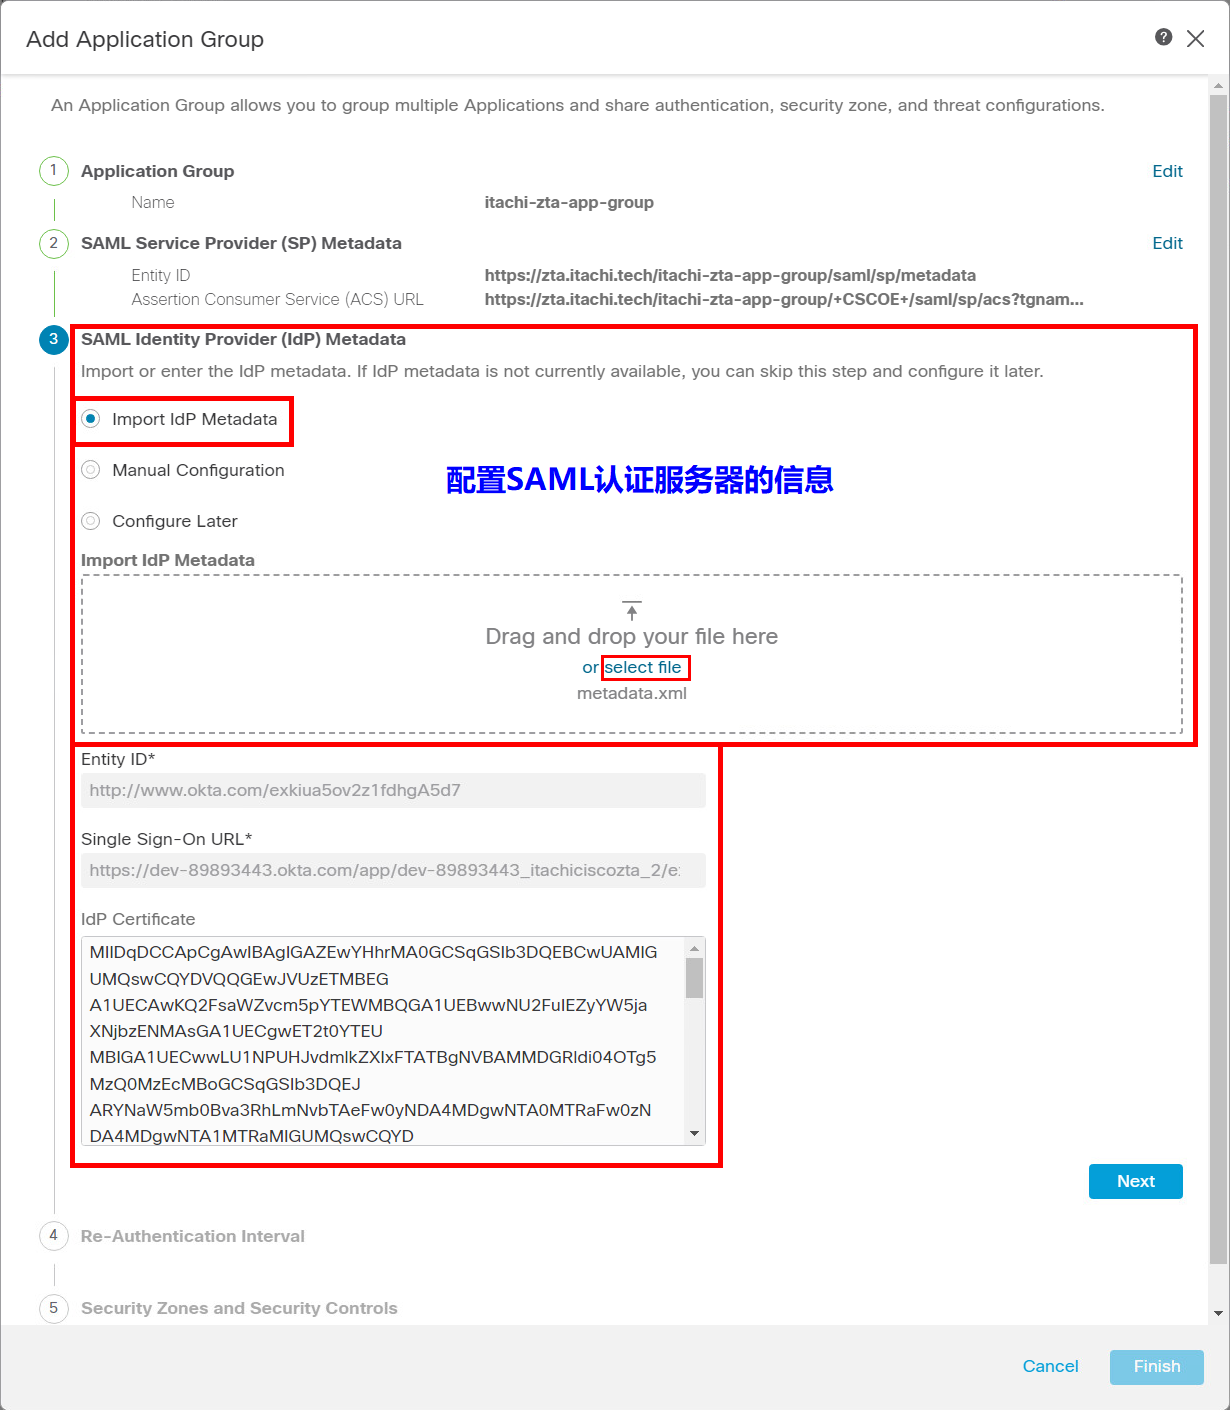 Add Application Group
?
An Application Group allows you to group multiple Applications and share authentication, security zone, and threat configurations.
1 Application Group Edit
Name itachi-zta-app-group
2 SAML Service Provider (SP) Metadata Edit
Entity ID https://zta.itachi.tech/itachi-zta-app-group/saml/sp/metadata
Assertion Consumer Service (ACS) URL https://zta.itachi.tech/itachi-zta-app-group/+CSCOE+/saml/sp/acs?tgnam...
3 SAML Identity Provider (IdP) Metadata
Import or enter the IdP metadata. If IdP metadata is not currently available, you can skip this step and configure it later.
Import IdP Metadata
Manual Configuration
配置SAML认证服务器的信息
Configure Later
Import IdP Metadata
Drag and drop your file here
or select file
metadata.xml
Entity ID*
http://www.okta.com/exkiua5ov2z1fdhgA5d7
Single Sign-On URL*
https://dev-89893443.okta.com/app/dev-89893443_itachiciscozta_2/e
IdP Certificate
MIIDqDCCApCgAwIBAgIGAZEwYHhrMA0GCSqGSIb3DQEBCwUAMIG
UMQswCQYDVQQGEwJVUzETMBEG
A1UECAwKQ2FsaWZvcm5pYTEWMBQGA1UEBwwNU2FuIEZyYW5ja
XNjbzENMAsGA1UECgwET2t0YTEU
MBIGA1UECwwLU1NPUHJvdmlkZXIxFTATBgNVBAMMDGRldi04OTg5
MzQ0MzEcMBoGCSqGSIb3DQEJ
ARYNaW5mb0Bva3RhLmNvbTAeFw0yNDA4MDgwNTA0MTRaFw0zN
DA4MDgwNTA1MTRaMIGUMQswCQYD
Next
4 Re-Authentication Interval
5 Security Zones and Security Controls
Cancel Finish